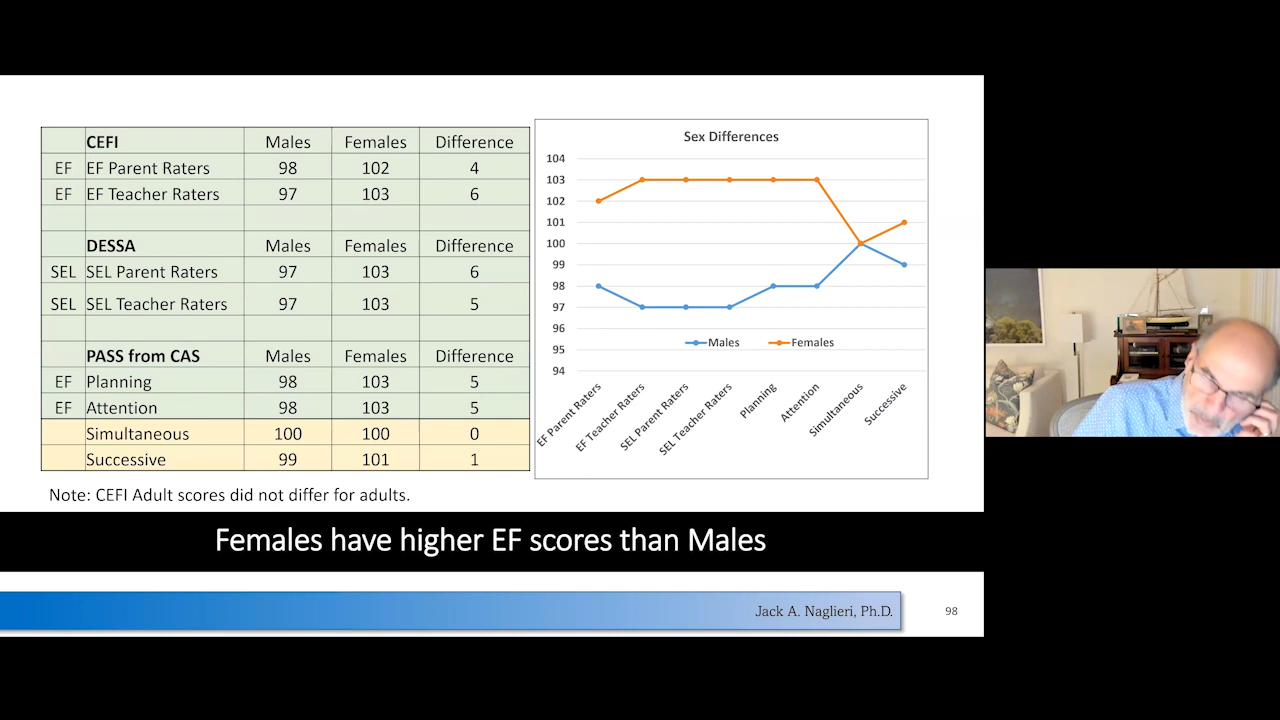 CEFI Males Females Difference
EF EF Parent Raters 98 102 4
EF EF Teacher Raters 97 103 6
DESSA Males Females Difference
SEL SEL Parent Raters 97 103 6
SEL SEL Teacher Raters 97 103 5
PASS from CAS Males Females Difference
EF Planning 98 103 5
EF Attention 98 103 5
Simultaneous 100 100 0
Successive 99 101 1
Note: CEFI Adult scores did not differ for adults.
Sex Differences
104
103
102
101
100
99
98
97
96
95
94
Males Females
EF Parent Raters
EF Teacher Raters
SEL Parent Raters
SEL Teacher Raters
Planning
Attention
Simultaneous
Successive
Females have higher EF scores than Males
Jack A. Naglieri, Ph.D.
98